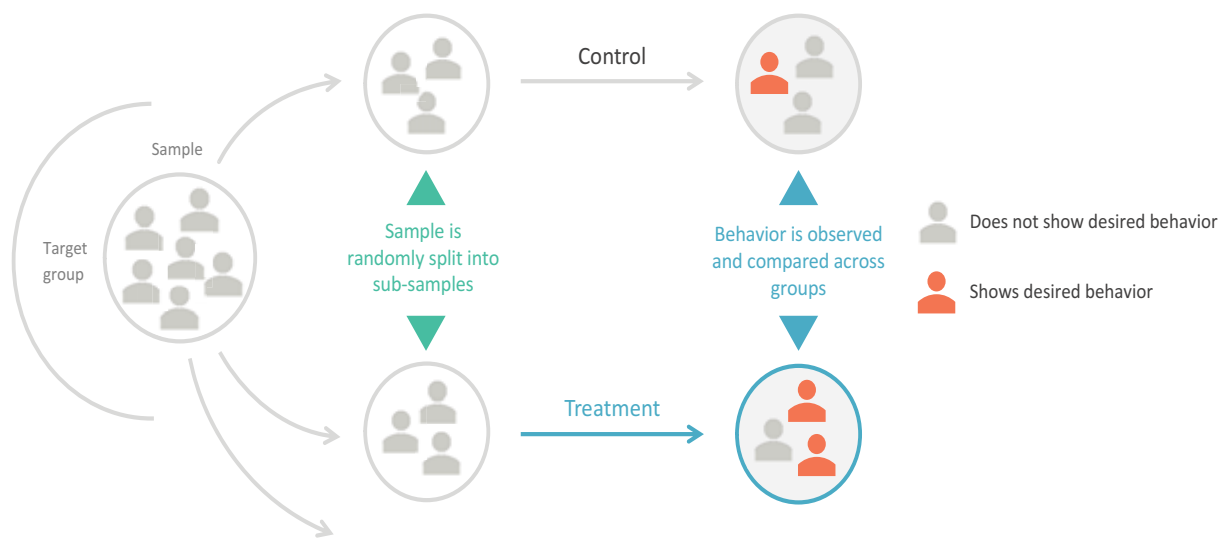 Control
Sample
Target
group
Sample is
randomly split into
sub-samples
Behavior is observed
and compared across
groups
Does not show desired behavior
Shows desired behavior
Treatment